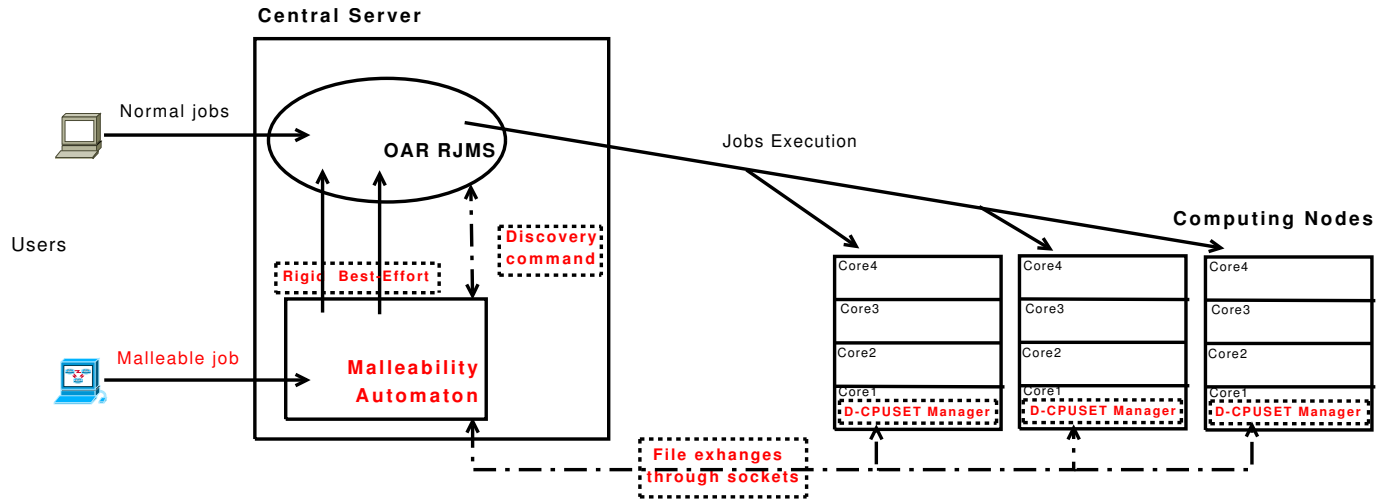 Central Server
Normal jobs
OAR RJMS
Jobs Execution
Users
Computing Nodes
Discovery
command
Rigid Best-Effort
Malleable job
Malleability
Automaton
Core4
Core3
Core2
Core1
D-CPUSET Manager
Core4
Core3
Core2
Core1
D-CPUSET Manager
Core4
Core3
Core2
Core1
D-CPUSET Manager
File exhanges
through sockets